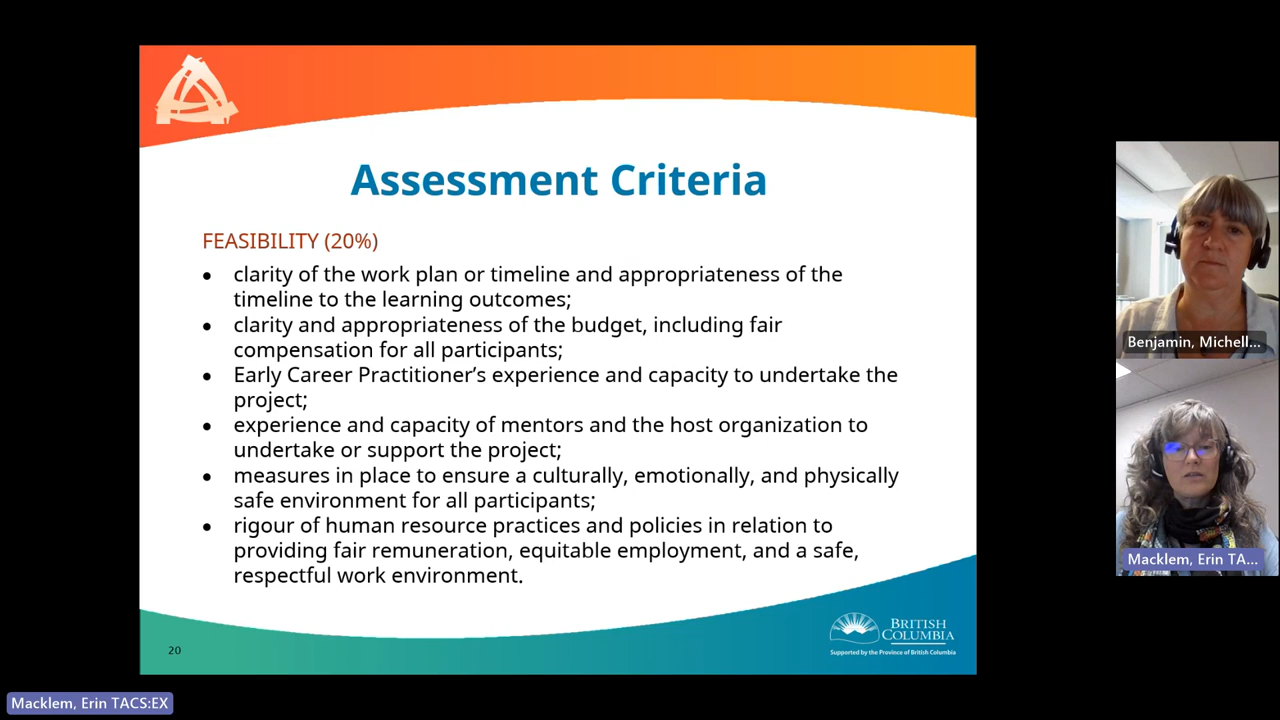 Assessment Criteria
FEASIBILITY (20%)
• clarity of the work plan or timeline and appropriateness of the
timeline to the learning outcomes;
• clarity and appropriateness of the budget, including fair
compensation for all participants;
• Early Career Practitioner’s experience and capacity to undertake the
project;
• experience and capacity of mentors and the host organization to
undertake or support the project;
• measures in place to ensure a culturally, emotionally, and physically
safe environment for all participants;
• rigour of human resource practices and policies in relation to
providing fair remuneration, equitable employment, and a safe,
respectful work environment.
20
BRITISH
COLUMBIA
Supported by the Province of British Columbia
Benjamin, Michell...
Macklem, Erin TA...
Macklem, Erin TACS:EX